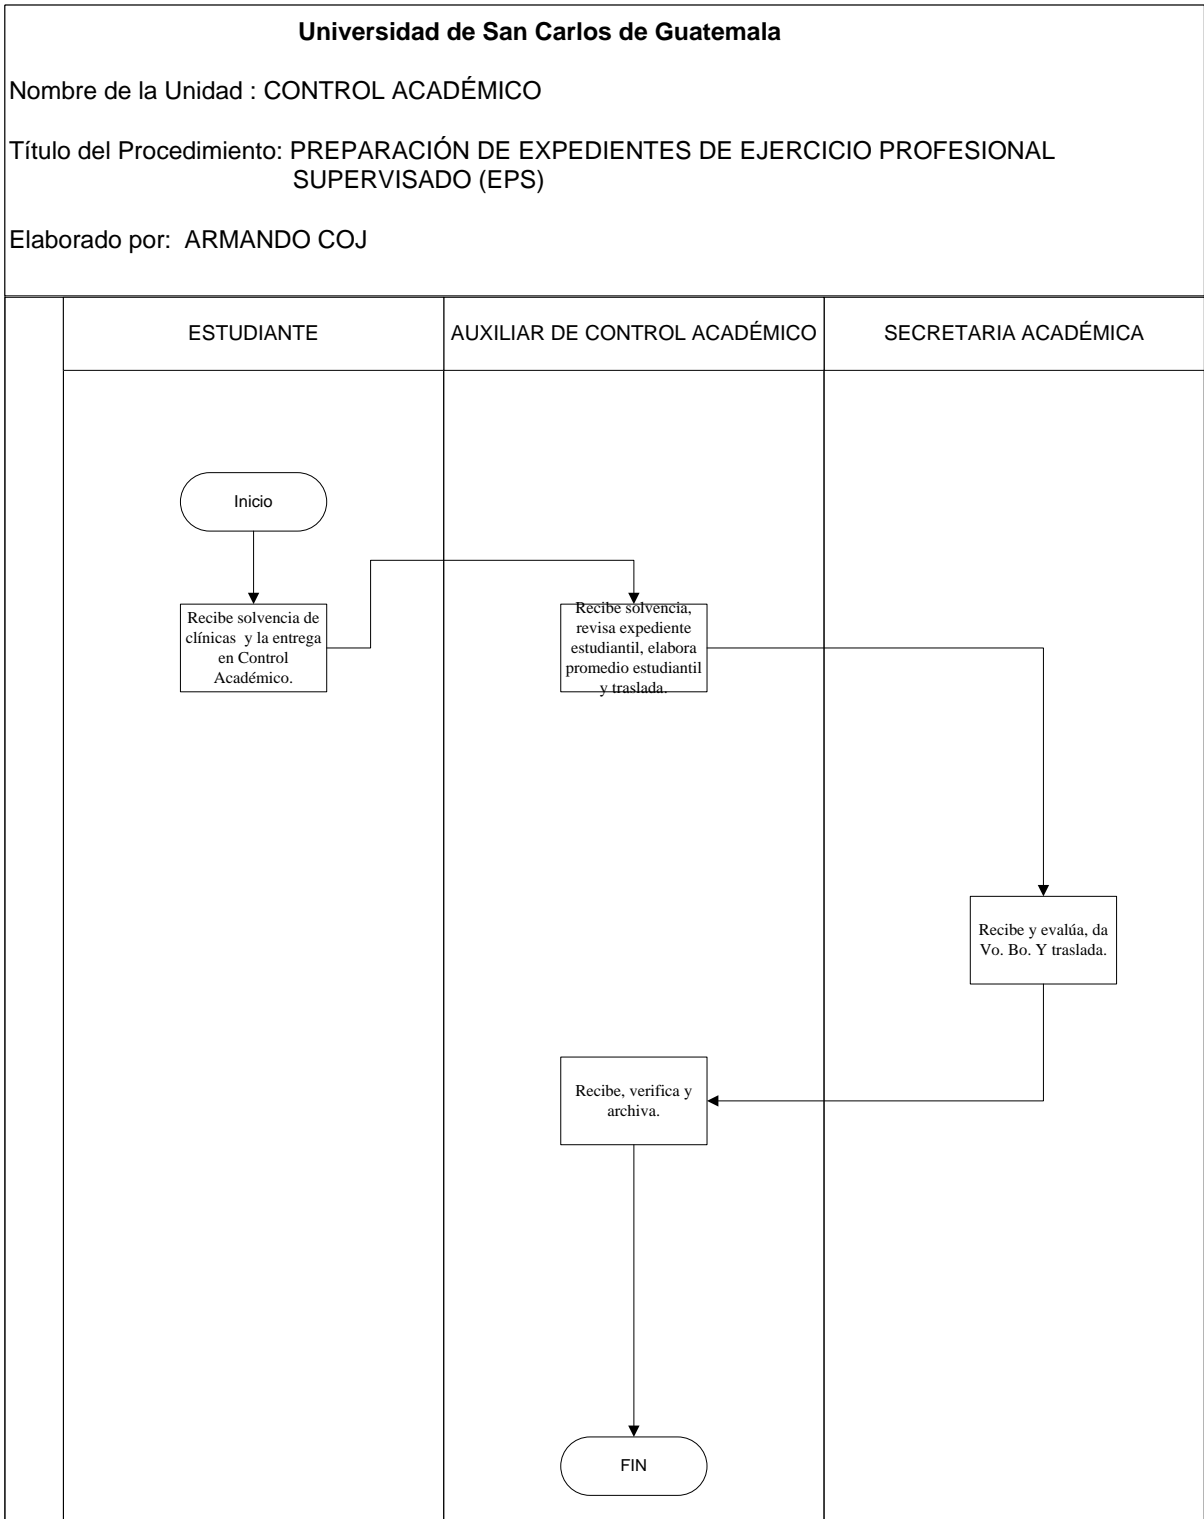 Universidad de San Carlos de Guatemala
Nombre de la Unidad : CONTROL ACADÉMICO
Título del Procedimiento: PREPARACIÓN DE EXPEDIENTES DE EJERCICIO PROFESIONAL
SUPERVISADO (EPS)
Elaborado por: ARMANDO COJ
ESTUDIANTE
AUXILIAR DE CONTROL ACADÉMICO
SECRETARIA ACADÉMICA
Inicio
Recibe solvencia de
clínicas y la entrega
en Control
Académico.
Recibe solvencia,
revisa expediente
estudiantil, elabora
promedio estudiantil
y traslada.
Recibe y evalúa, da
Vo. Bo. Y traslada.
Recibe, verifica y
archiva.
FIN